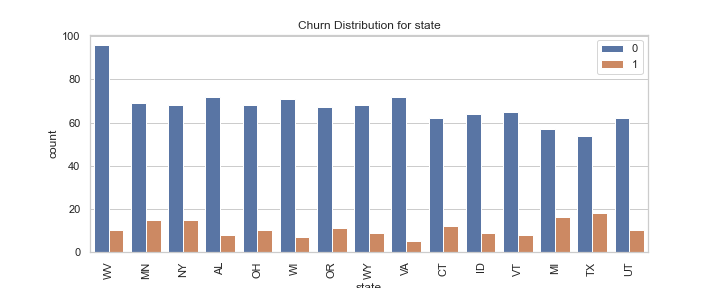 Churn Distribution for state
100
80
60
40
20
0
count
0
1
WV
MN
NY
AL
OH
WI
OR
WY
VA
CT
ID
VT
MI
TX
UT
state